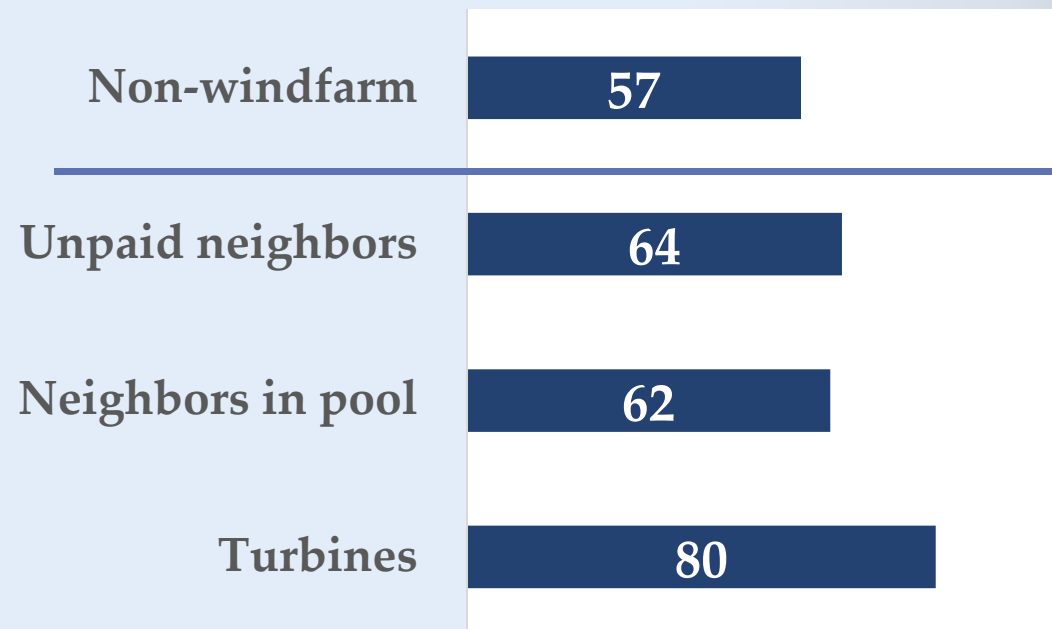 Non-windfarm 57
Unpaid neighbors 64
Neighbors in pool 62
Turbines 80